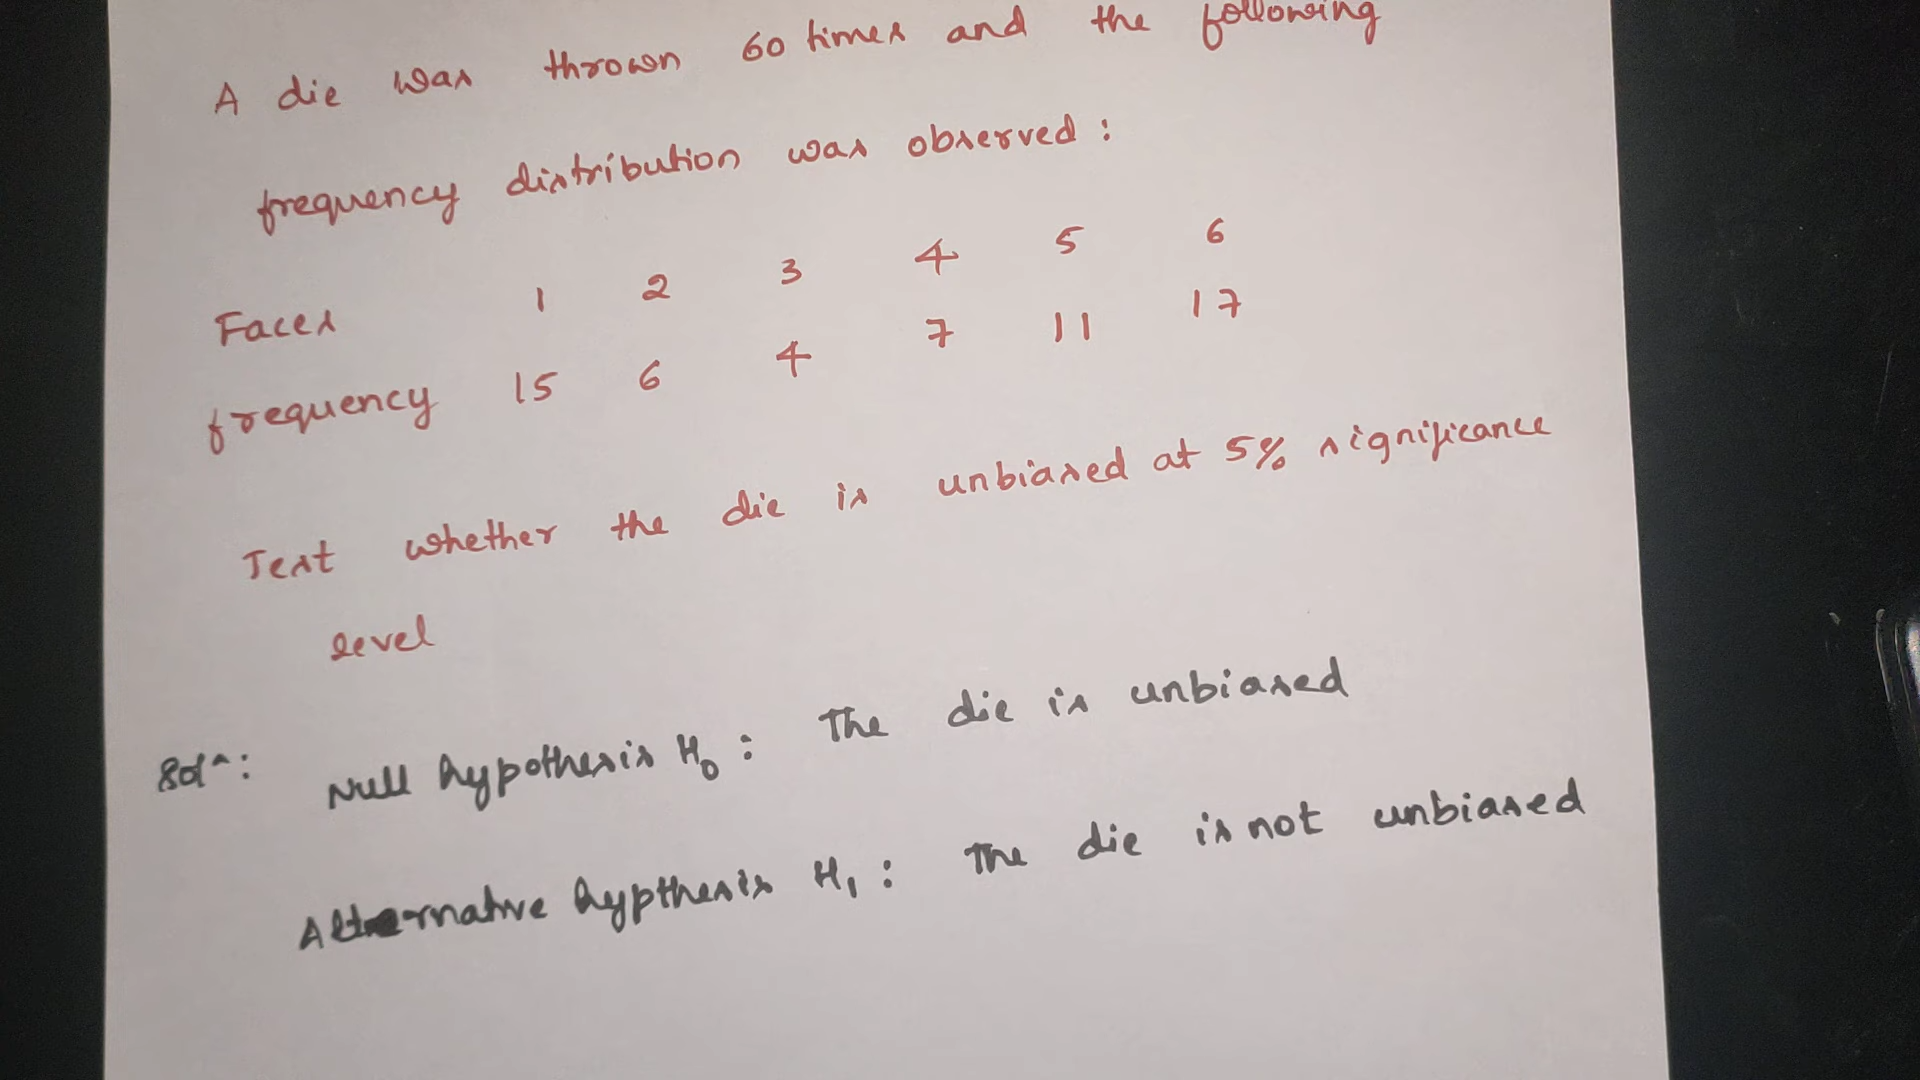 A die was thrown 60 times and the following
frequency distribution was observed :
Faces 1 2 3 4 5 6
frequency 15 6 4 7 11 17
Test whether the die is unbiased at 5% significance
level
Solⁿ: Null hypothesis H₀ : The die is unbiased
Alternative hypthesis H₁ : The die is not unbiased